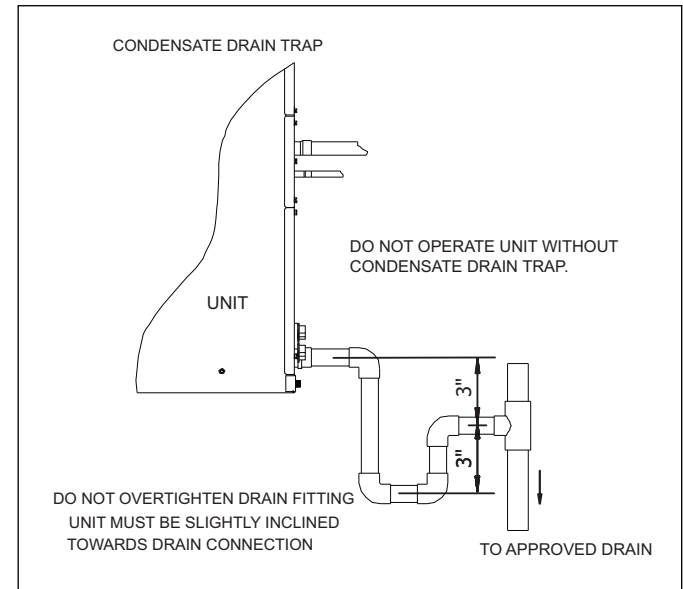 CONDENSATE DRAIN TRAP
DO NOT OPERATE UNIT WITHOUT
CONDENSATE DRAIN TRAP.
UNIT
3"
3"
DO NOT OVERTIGHTEN DRAIN FITTING
UNIT MUST BE SLIGHTLY INCLINED
TOWARDS DRAIN CONNECTION
TO APPROVED DRAIN